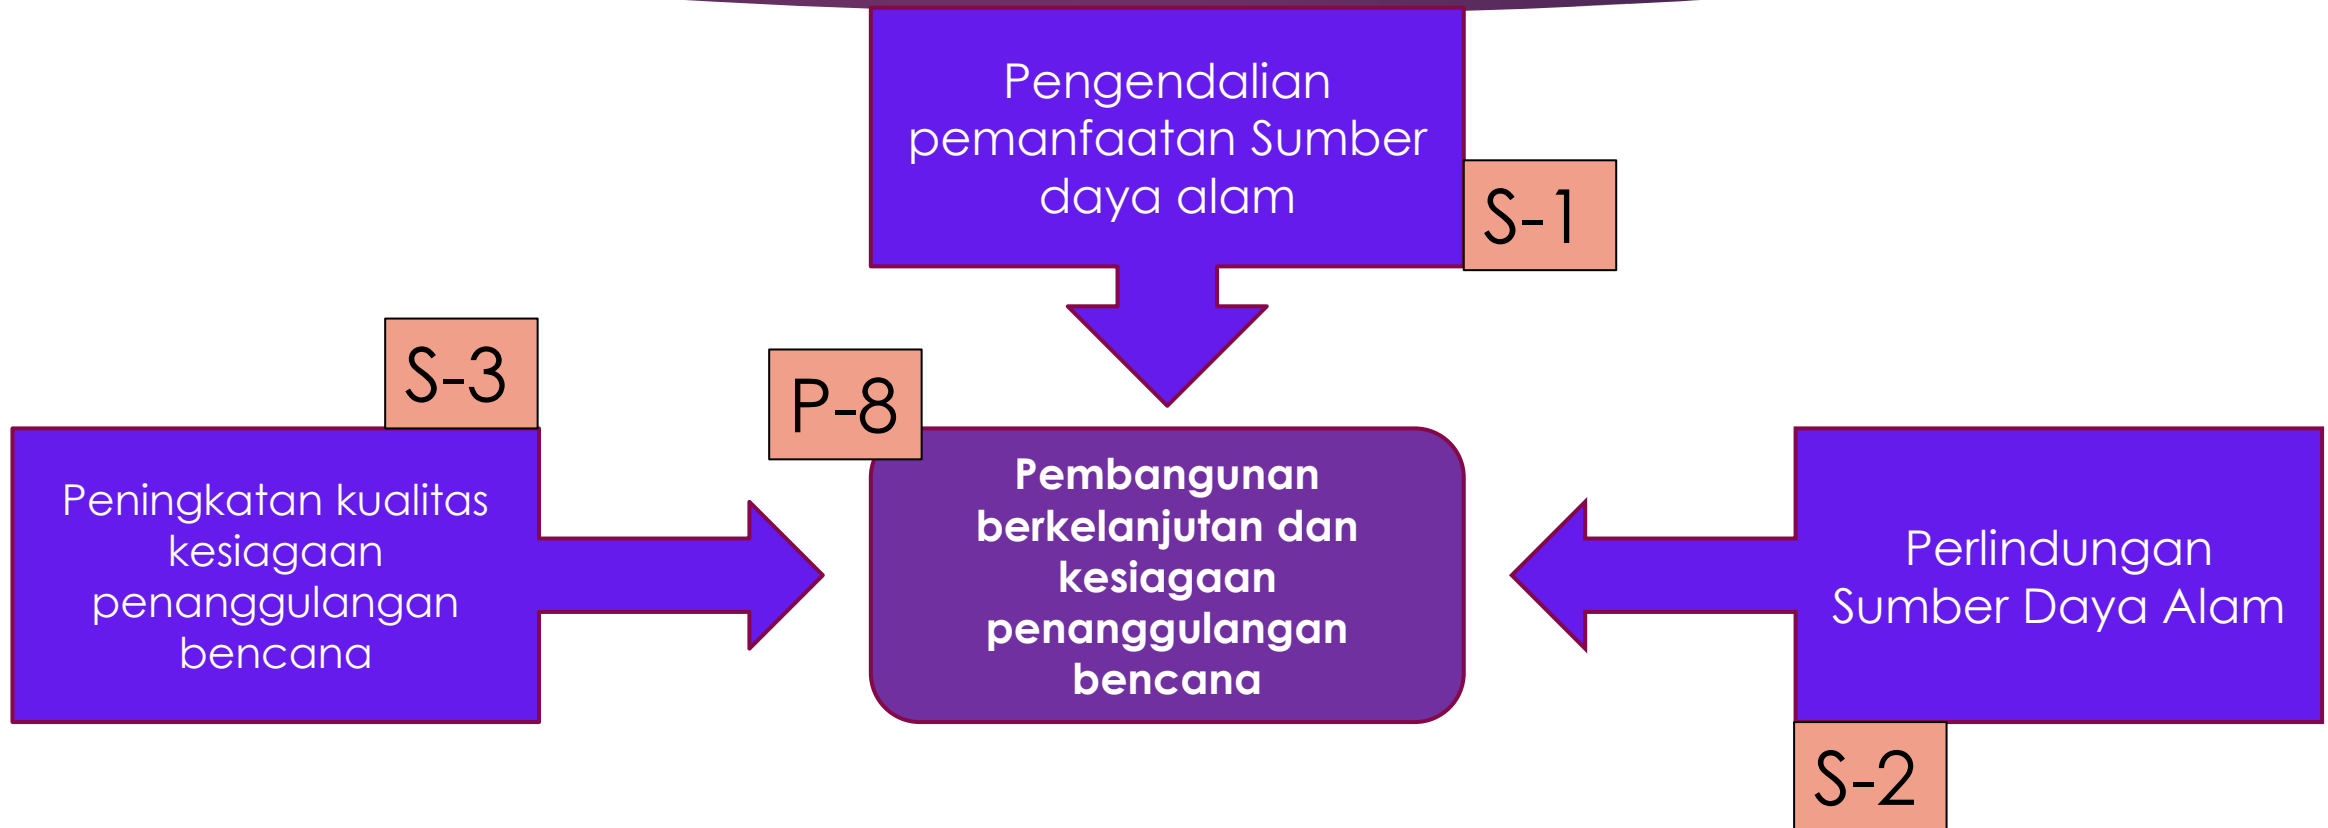 Pengendalian
pemanfaatan Sumber
daya alam
S-1
S-3
Peningkatan kualitas
kesiagaan
penanggulangan
bencana
P-8
Pembangunan
berkelanjutan dan
kesiagaan
penanggulangan
bencana
Perlindungan
Sumber Daya Alam
S-2